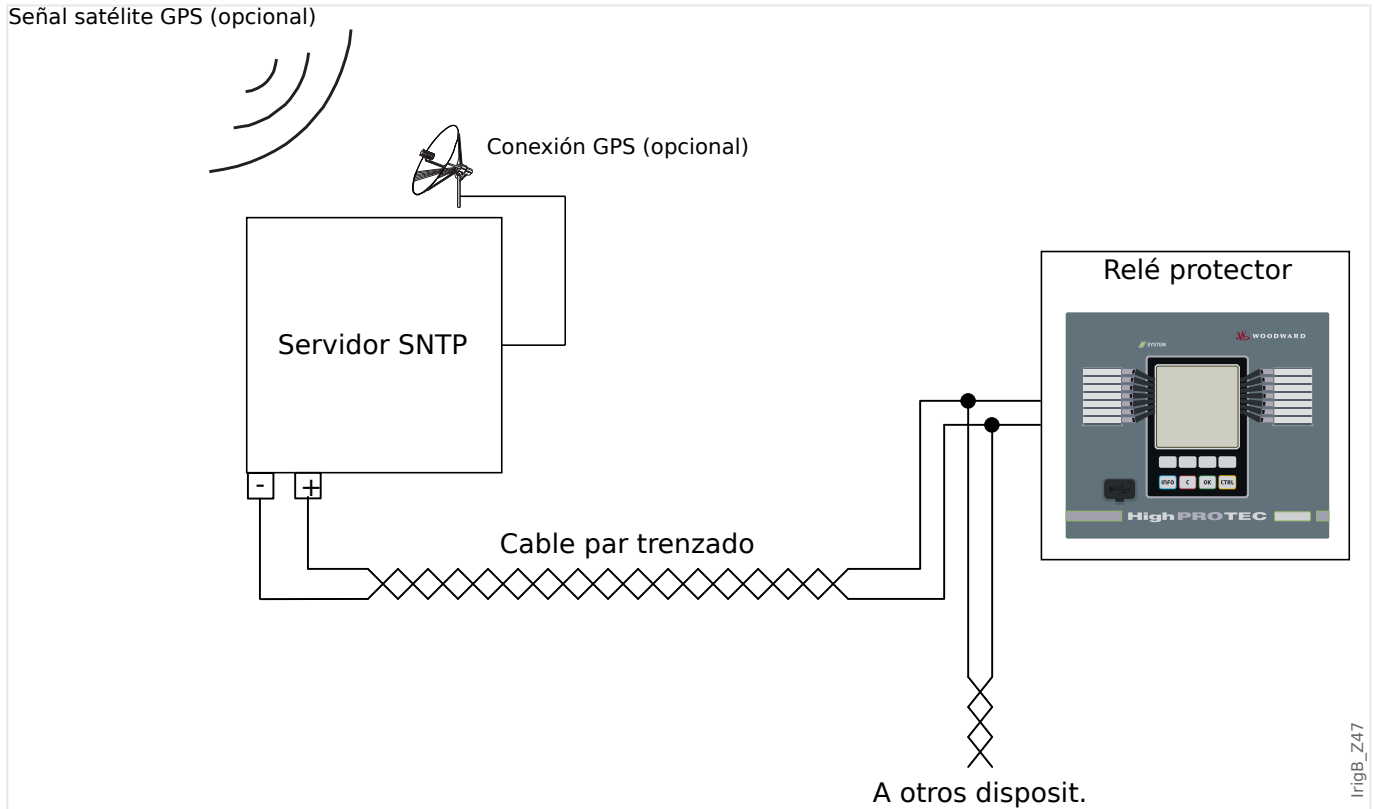 Señal satélite GPS (opcional)
Conexión GPS (opcional)
Servidor SNTP
- +
Cable par trenzado
Relé protector
WOODWARD
SYSTEM
INFO C OK CTRL
HighPROTEC
A otros disposit.
IrigB_Z47